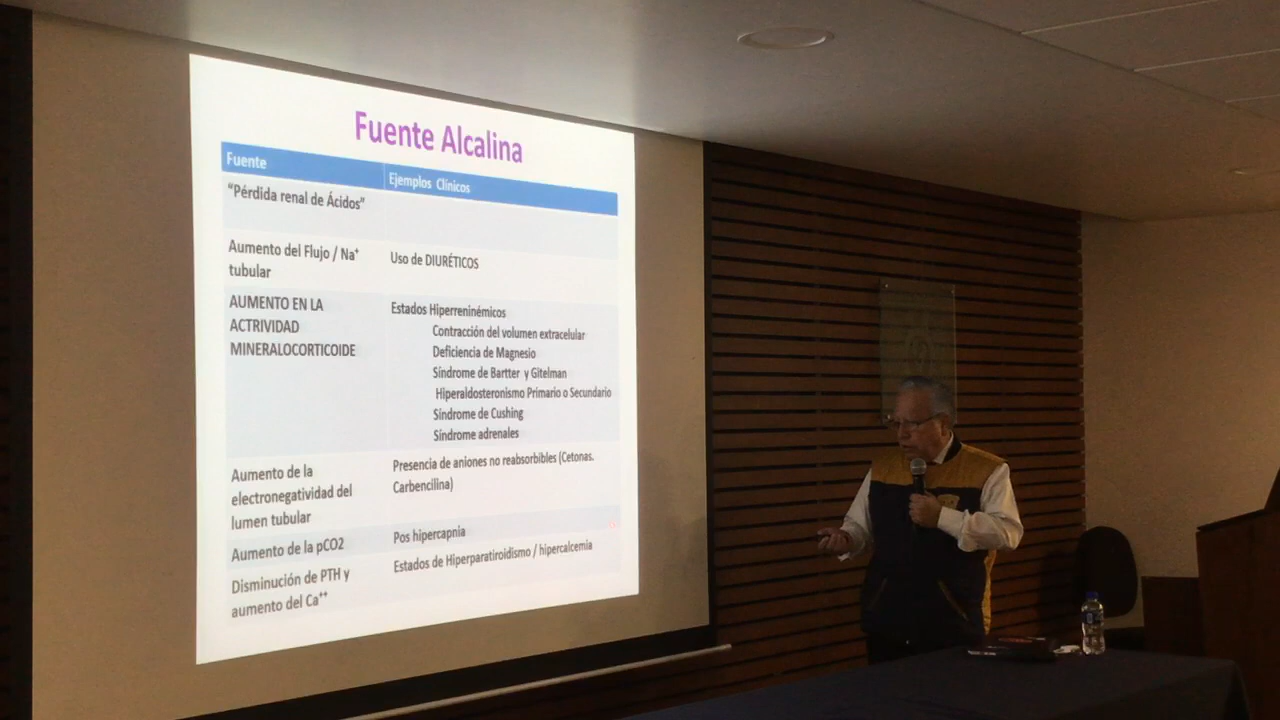 Fuente Alcalina
Fuente
Ejemplos Clínicos
“Pérdida renal de Ácidos”
Aumento del Flujo / Na⁺
tubular
Uso de DIURÉTICOS
AUMENTO EN LA
ACTRIVIDAD
MINERALOCORTICOIDE
Estados Hiperreninémicos
Contracción del volumen extracelular
Deficiencia de Magnesio
Síndrome de Bartter y Gitelman
Hiperaldosteronismo Primario o Secundario
Sindrome de Cushing
Síndrome adrenales
Aumento de la
electronegatividad del
lumen tubular
Presencia de aniones no reabsorbibles (Cetonas.
Carbencilina)
Aumento de la pCO2
Pos hipercapnia
Disminución de PTH y
aumento del Ca⁺⁺
Estados de Hiperparatiroidismo / hipercalcemia